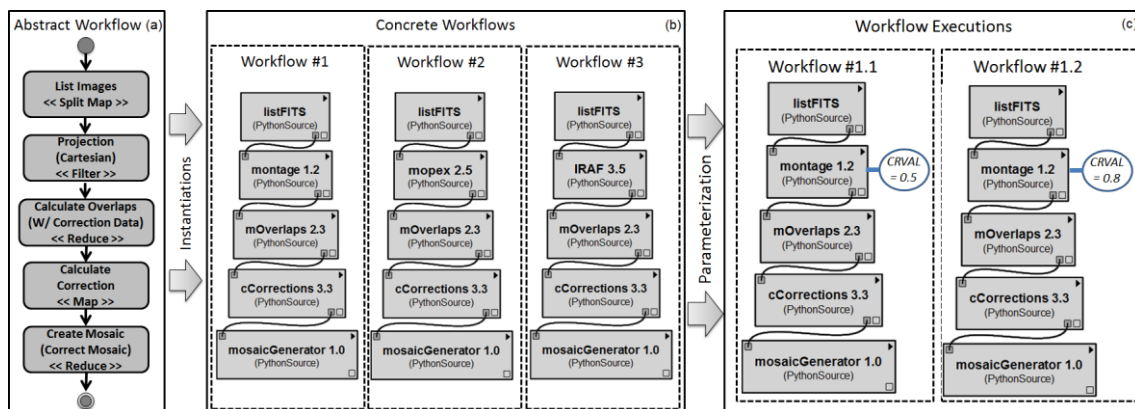 Abstract Workflow (a)
List Images
<< Split Map >>
Projection
(Cartesian)
<< Filter >>
Calculate Overlaps
(W/ Correction Data)
<< Reduce >>
Calculate
Correction
<< Map >>
Create Mosaic
(Correct Mosaic)
<< Reduce >>
Instantiations
Concrete Workflows
(b)
Workflow #1
listFITS
(PythonSource)
montage 1.2
(PythonSource)
mOverlaps 2.3
(PythonSource)
cCorrections 3.3
(PythonSource)
mosaicGenerator 1.0
(PythonSource)
Workflow #2
listFITS
(PythonSource)
mopex 2.5
(PythonSource)
mOverlaps 2.3
(PythonSource)
cCorrections 3.3
(PythonSource)
mosaicGenerator 1.0
(PythonSource)
Workflow #3
listFITS
(PythonSource)
IRAF 3.5
(PythonSource)
mOverlaps 2.3
(PythonSource)
cCorrections 3.3
(PythonSource)
mosaicGenerator 1.0
(PythonSource)
Parameterization
Workflow Executions
(c)
Workflow #1.1
listFITS
(PythonSource)
montage 1.2
(PythonSource)
CRVAL
= 0.5
mOverlaps 2.3
(PythonSource)
cCorrections 3.3
(PythonSource)
mosaicGenerator 1.0
(PythonSource)
Workflow #1.2
listFITS
(PythonSource)
montage 1.2
(PythonSource)
CRVAL
= 0.8
mOverlaps 2.3
(PythonSource)
cCorrections 3.3
(PythonSource)
mosaicGenerator 1.0
(PythonSource)